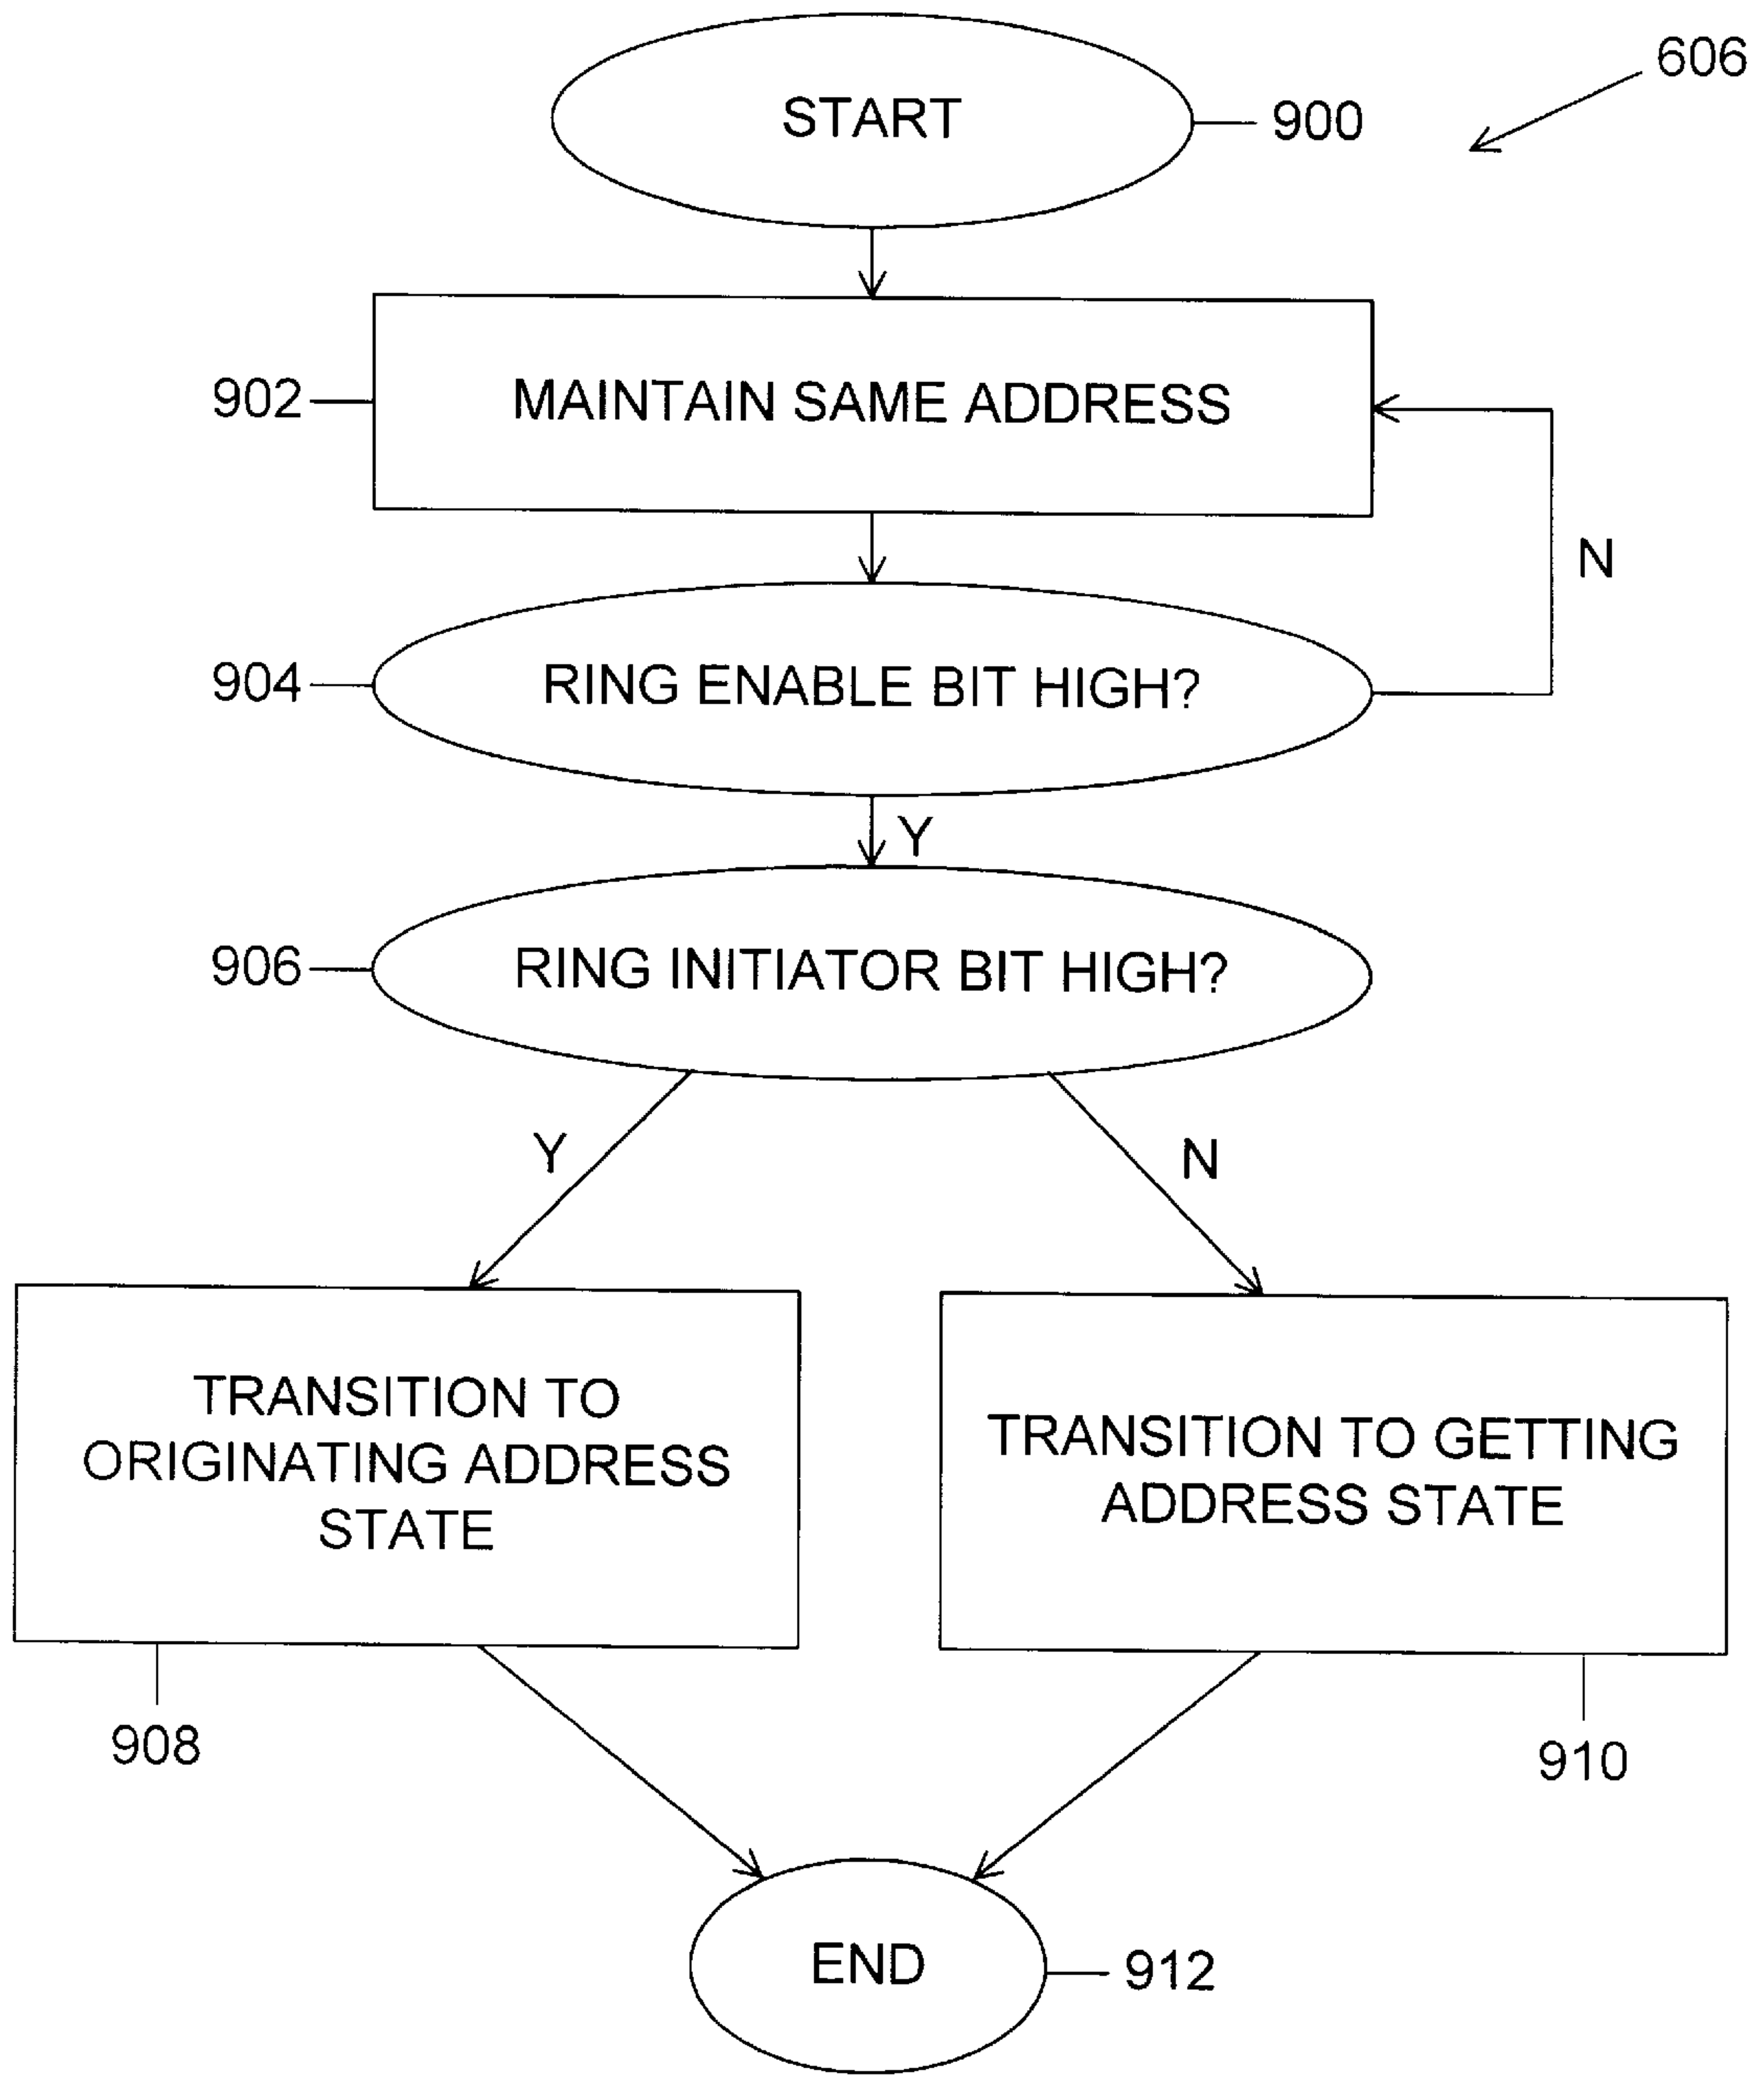 606
START
900
902
MAINTAIN SAME ADDRESS
N
904
RING ENABLE BIT HIGH?
Y
906
RING INITIATOR BIT HIGH?
Y
N
TRANSITION TO
ORIGINATING ADDRESS
STATE
TRANSITION TO GETTING
ADDRESS STATE
908
910
END
912